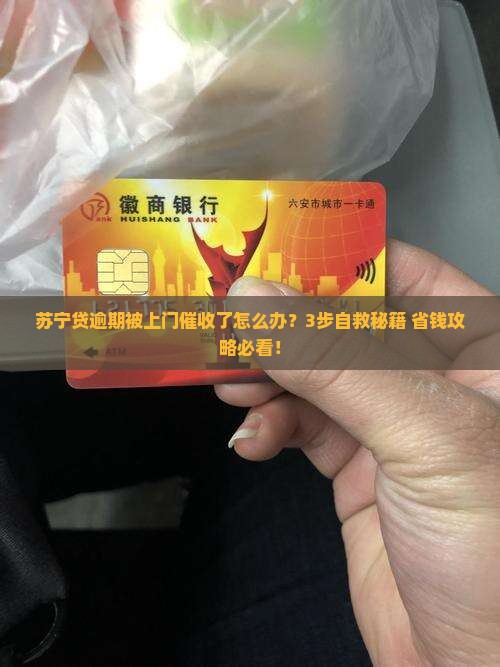 徽商银行
HUISHANG BANK
六安市城市一卡通
苏宁贷逾期被上门催收了怎么办？3步自救秘籍 省钱攻
略必看！
ATM